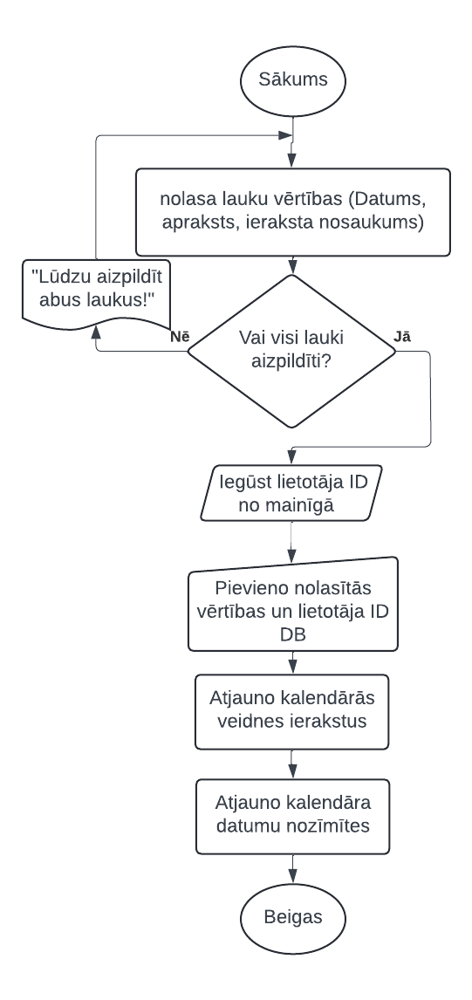 Sākums
nolasa lauku vērtības (Datums,
apraksts, ieraksta nosaukums)
"Lūdzu aizpildīt
abus laukus!"
Nē
Vai visi lauki
aizpildīti?
Jā
Iegūst lietotāja ID
no mainīgā
Pievieno nolasītās
vērtības un lietotāja ID
DB
Atjauno kalendārās
veidnes ierakstus
Atjauno kalendāra
datumu nozīmītes
Beigas